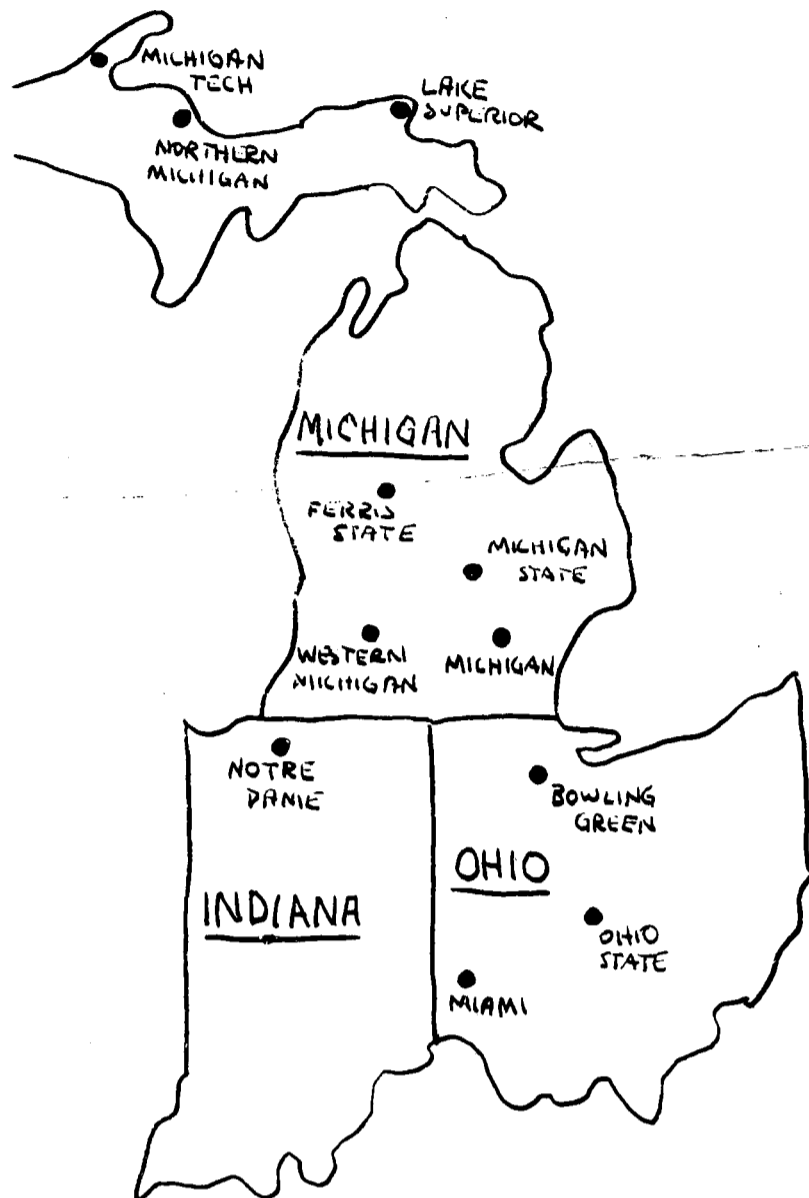 MICHIGAN
TECH
LAKE
SUPERIOR
NORTHERN
MICHIGAN
MICHIGAN
FERRIS
STATE
MICHIGAN
STATE
WESTERN
MICHIGAN
MICHIGAN
NOTRE
DAME
BOWLING
GREEN
OHIO
INDIANA
OHIO
STATE
MIAMI